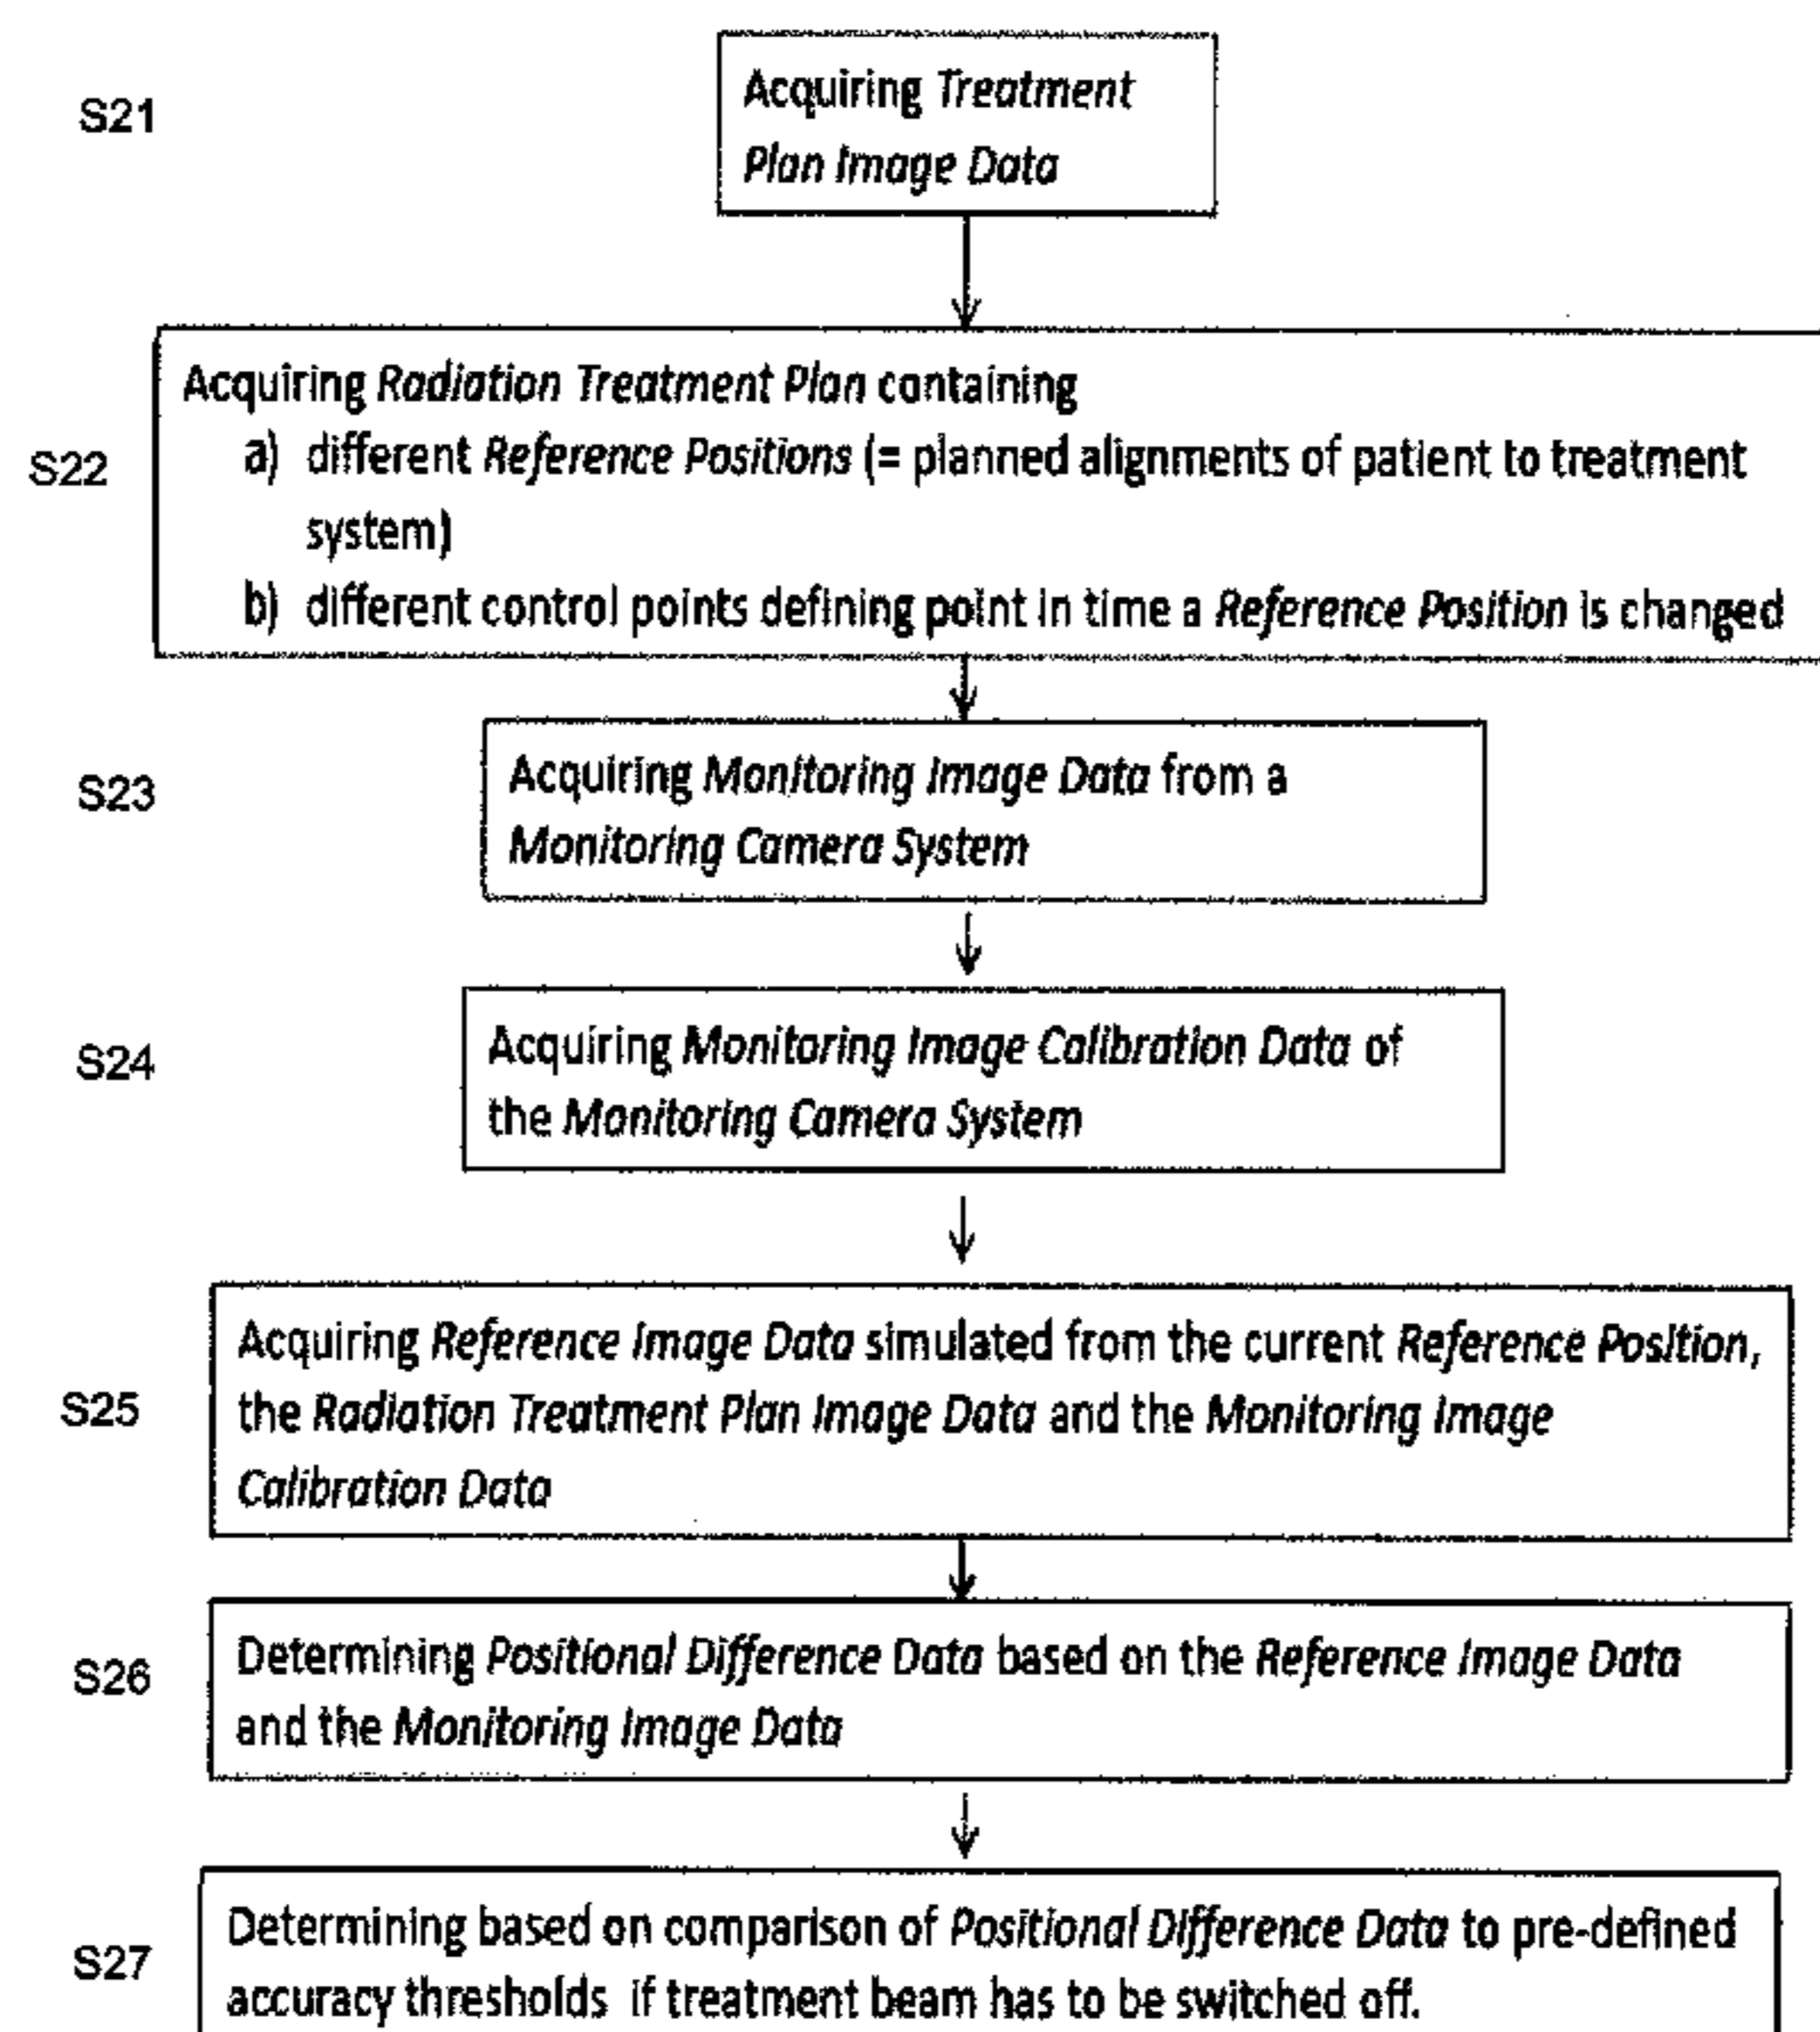 S21
Acquiring Treatment
Plan Image Data
S22
Acquiring Radiation Treatment Plan containing
a) different Reference Positions (= planned alignments of patient to treatment
system)
b) different control points defining point in time a Reference Position is changed
S23
Acquiring Monitoring Image Data from a
Monitoring Camera System
S24
Acquiring Monitoring Image Calibration Data of
the Monitoring Camera System
S25
Acquiring Reference Image Data simulated from the current Reference Position,
the Radiation Treatment Plan Image Data and the Monitoring Image
Calibration Data
S26
Determining Positional Difference Data based on the Reference Image Data
and the Monitoring Image Data
S27
Determining based on comparison of Positional Difference Data to pre-defined
accuracy thresholds if treatment beam has to be switched off.